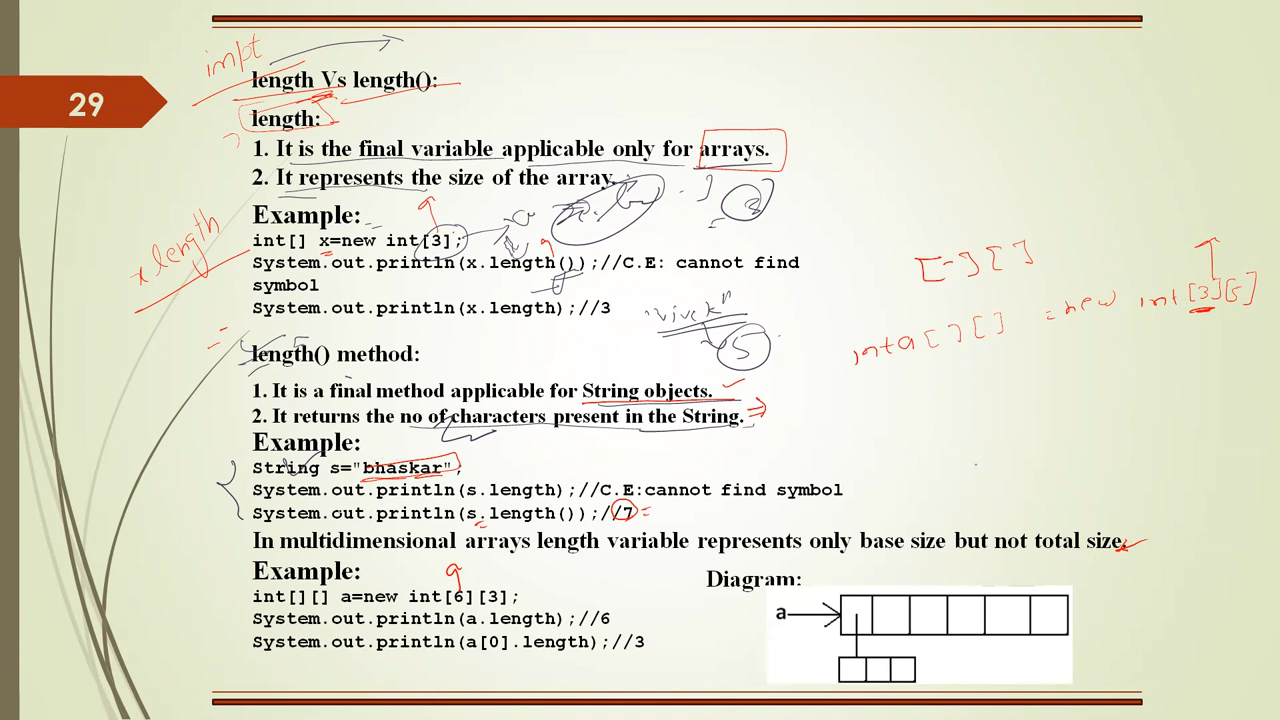 impt
length Vs length():
29
length:
1. It is the final variable applicable only for arrays.
2. It represents the size of the array.
Example:
x length
int[] x=new int[3];
System.out.println(x.length());//C.E: cannot find
symbol
System.out.println(x.length);//3
[-][]
int a[][] =new int[3][5]
"vivek"
5
length() method:
1. It is a final method applicable for String objects.
2. It returns the no of characters present in the String.
Example:
String s="bhaskar";
System.out.println(s.length);//C.E:cannot find symbol
System.out.println(s.length());//7
In multidimensional arrays length variable represents only base size but not total size.
Example:
Diagram:
int[][] a=new int[6][3];
System.out.println(a.length);//6
System.out.println(a[0].length);//3
a